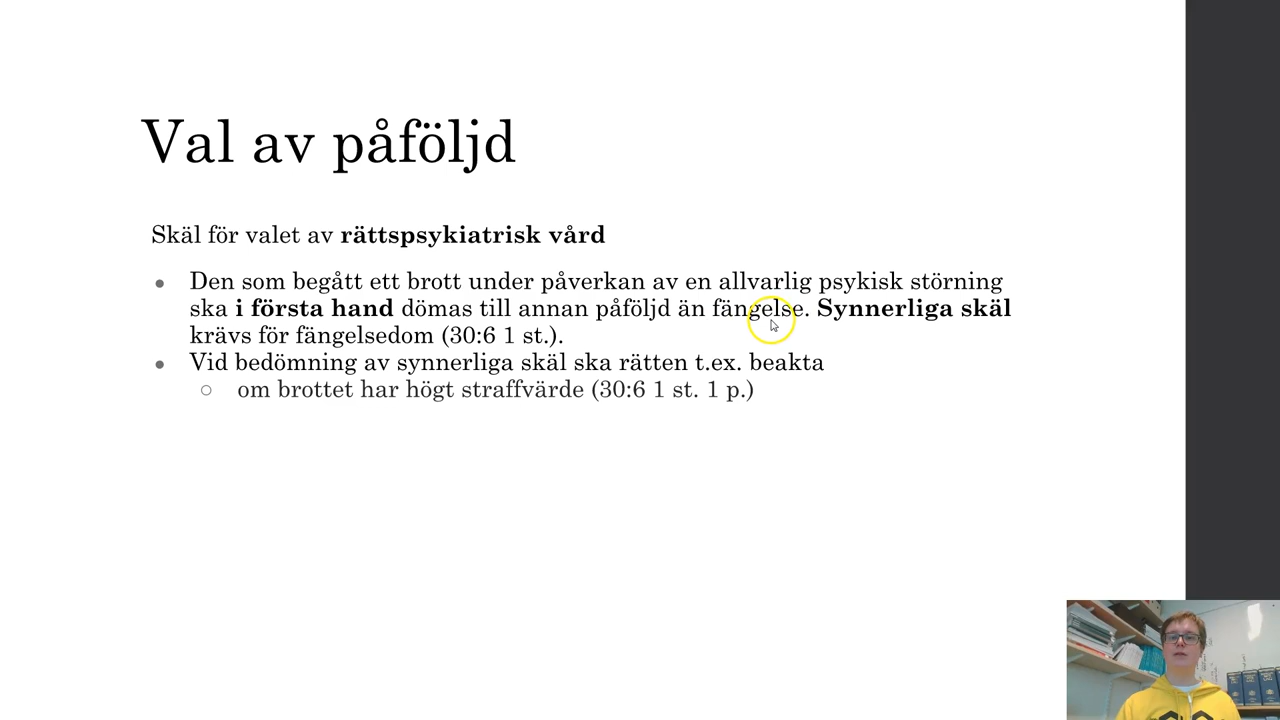 Val av påföljd
Skäl för valet av rättspsykiatrisk vård
Den som begått ett brott under påverkan av en allvarlig psykisk störning
ska i första hand dömas till annan påföljd än fängelse. Synnerliga skäl
krävs för fängelsedom (30:6 1 st.).
Vid bedömning av synnerliga skäl ska rätten t.ex. beakta
om brottet har högt straffvärde (30:6 1 st. 1 p.)